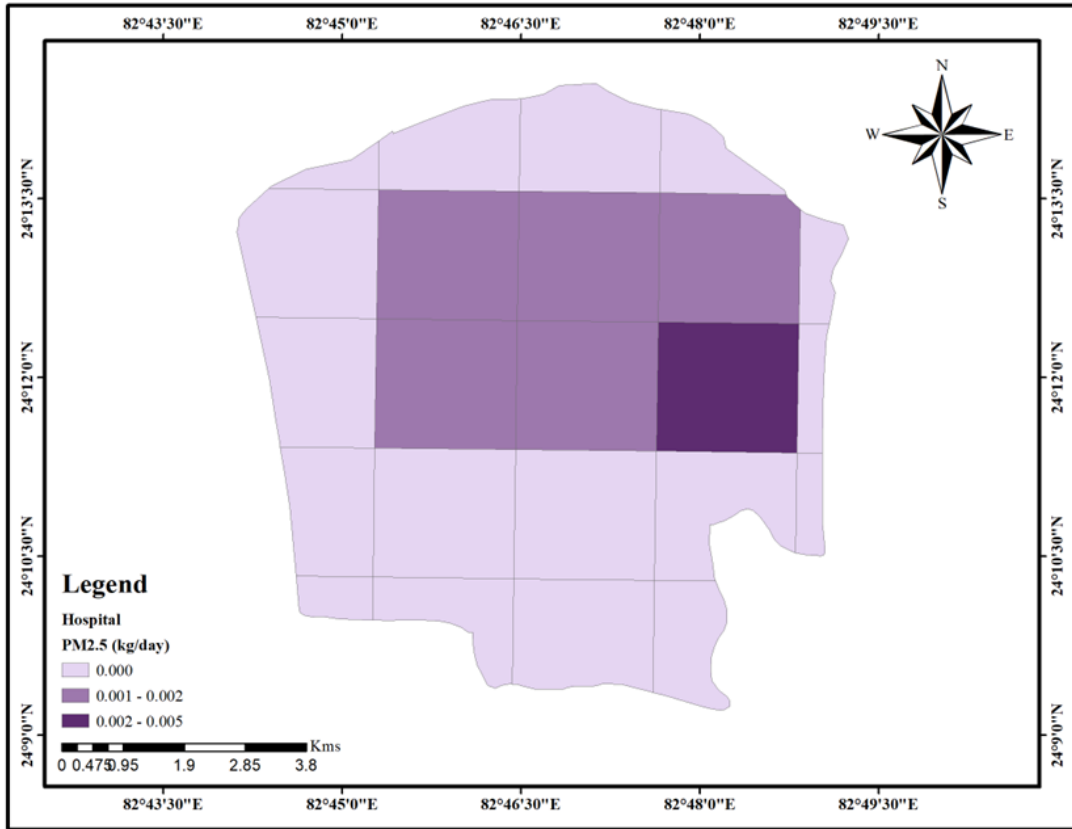 82°43'30"E 82°45'0"E 82°46'30"E 82°48'0"E 82°49'30"E
N
W E
S
24°13'30"N 24°13'30"N
24°12'0"N 24°12'0"N
24°10'30"N 24°10'30"N
24°9'0"N 24°9'0"N
Legend
Hospital
PM2.5 (kg/day)
0.000
0.001 - 0.002
0.002 - 0.005
Kms
0 0.475 0.95 1.9 2.85 3.8
82°43'30"E 82°45'0"E 82°46'30"E 82°48'0"E 82°49'30"E